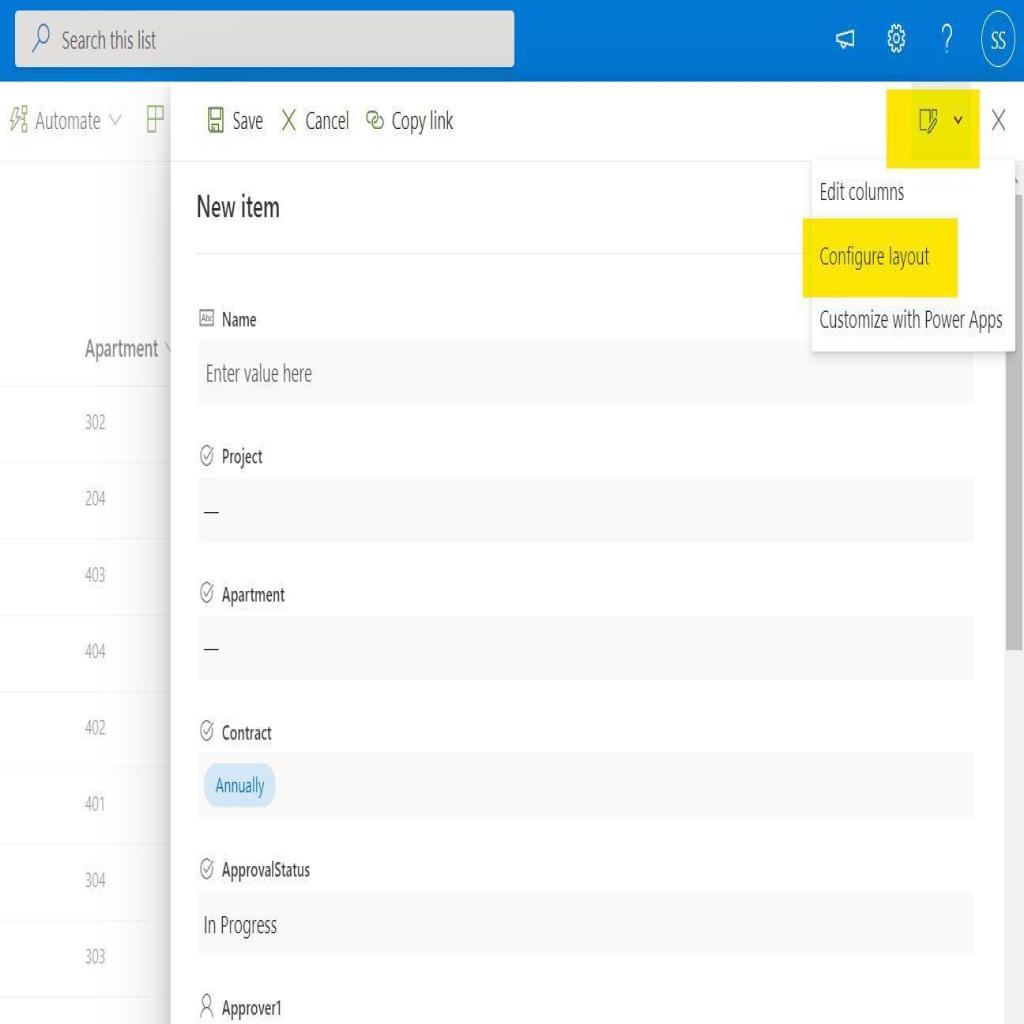 Search this list
SS
Automate
Save
Cancel
Copy link
Edit columns
Configure layout
Customize with Power Apps
New item
Apartment
302
204
403
404
402
401
304
303
Abc Name
Enter value here
Project
—
Apartment
—
Contract
Annually
ApprovalStatus
In Progress
Approver1